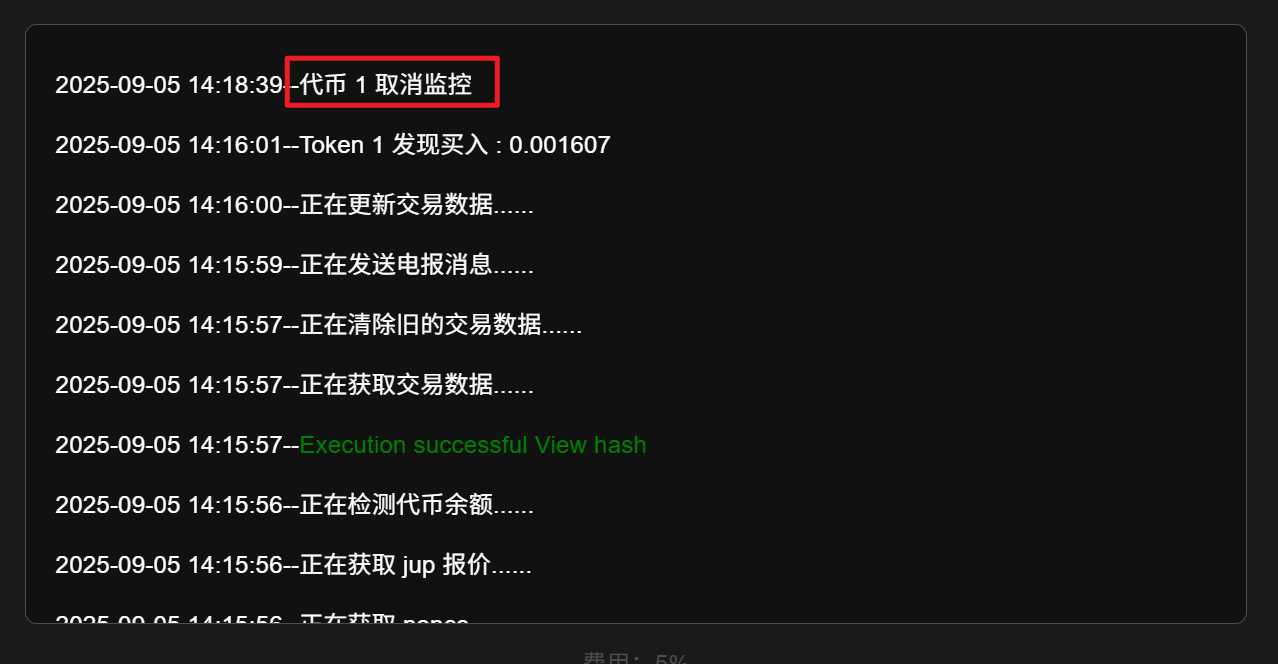 2025-09-05 14:18:39--代币 1 取消监控
2025-09-05 14:16:01--Token 1 发现买入 : 0.001607
2025-09-05 14:16:00--正在更新交易数据......
2025-09-05 14:15:59--正在发送电报消息......
2025-09-05 14:15:57--正在清除旧的交易数据......
2025-09-05 14:15:57--正在获取交易数据......
2025-09-05 14:15:57--Execution successful View hash
2025-09-05 14:15:56--正在检测代币余额......
2025-09-05 14:15:56--正在获取 jup 报价......
2025-09-05 14:15:56--正在获取 nonce
费用：5%